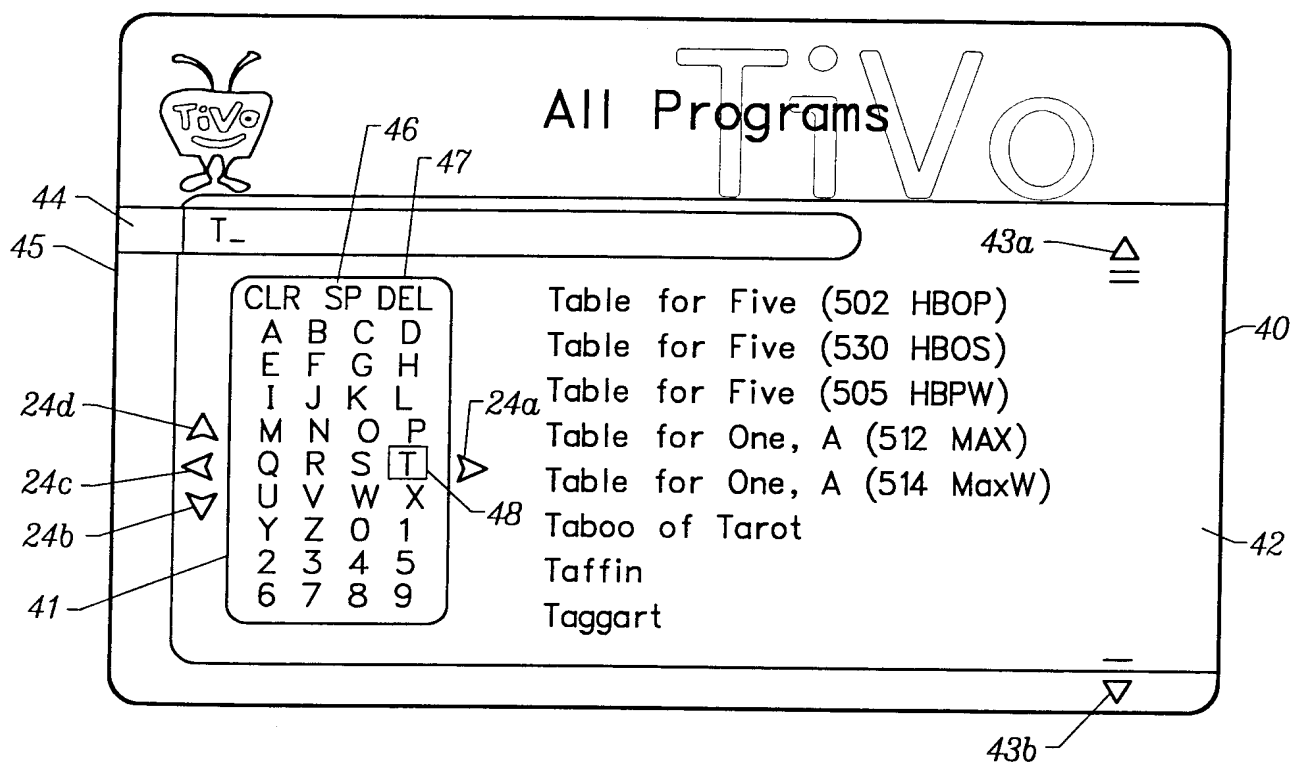 TiVo
TiVo
All Programs
46
47
44
T_
45
43a
CLR SP DEL
A B C D
E F G H
I J K L
M N O P
Q R S T
U V W X
Y Z 0 1
2 3 4 5
6 7 8 9
24d
24c
24b
41
24a
48
Table for Five (502 HBOP)
Table for Five (530 HBOS)
Table for Five (505 HBPW)
Table for One, A (512 MAX)
Table for One, A (514 MaxW)
Taboo of Tarot
Taffin
Taggart
40
42
43b